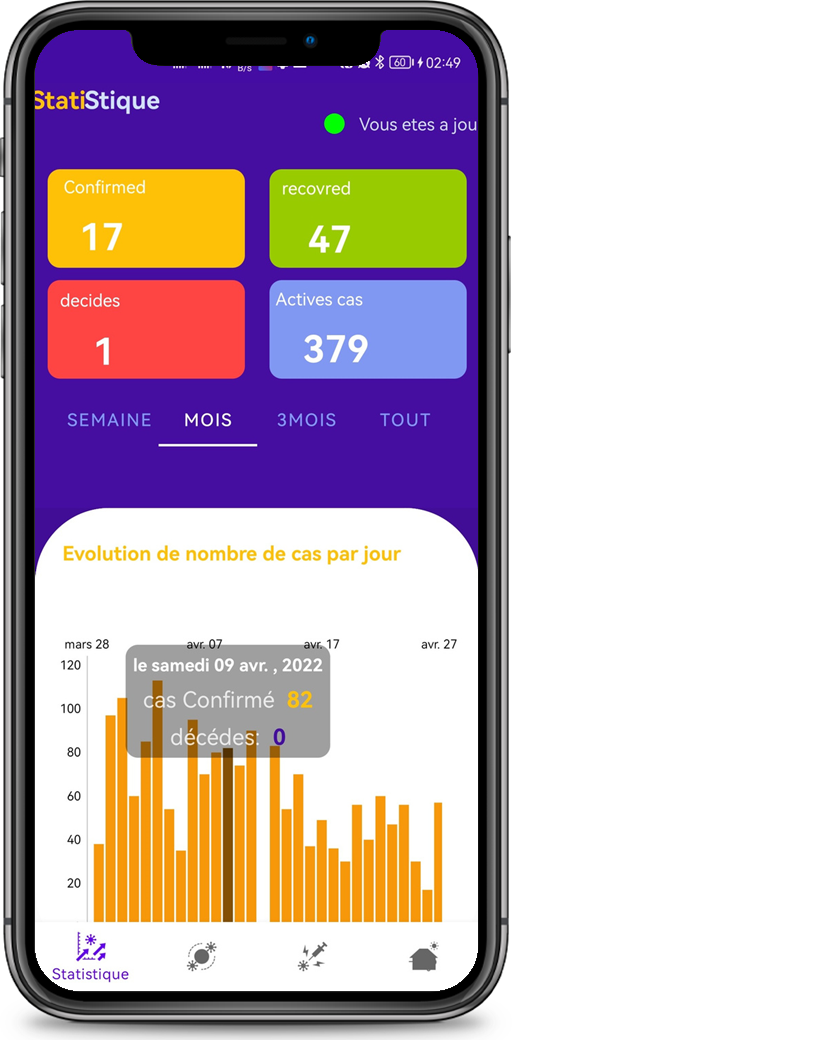 B/s 60 02:49
StatiStique
Vous etes a jou
Confirmed
17
recovred
47
decides
1
Actives cas
379
SEMAINE MOIS 3MOIS TOUT
Evolution de nombre de cas par jour
mars 28 avr. 07 avr. 17 avr. 27
120
le samedi 09 avr. , 2022
cas Confirmé 82
100
décédes: 0
80
60
40
20
Statistique